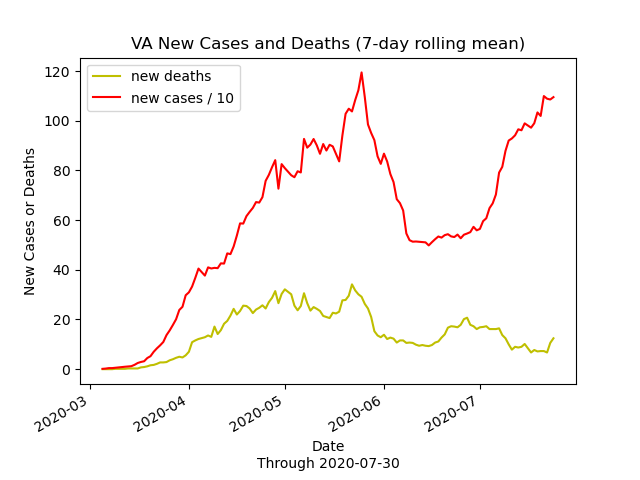 VA New Cases and Deaths (7-day rolling mean)
new deaths
new cases / 10
120
100
80
60
40
20
0
New Cases or Deaths
2020-03
2020-04
2020-05
2020-06
2020-07
Date
Through 2020-07-30